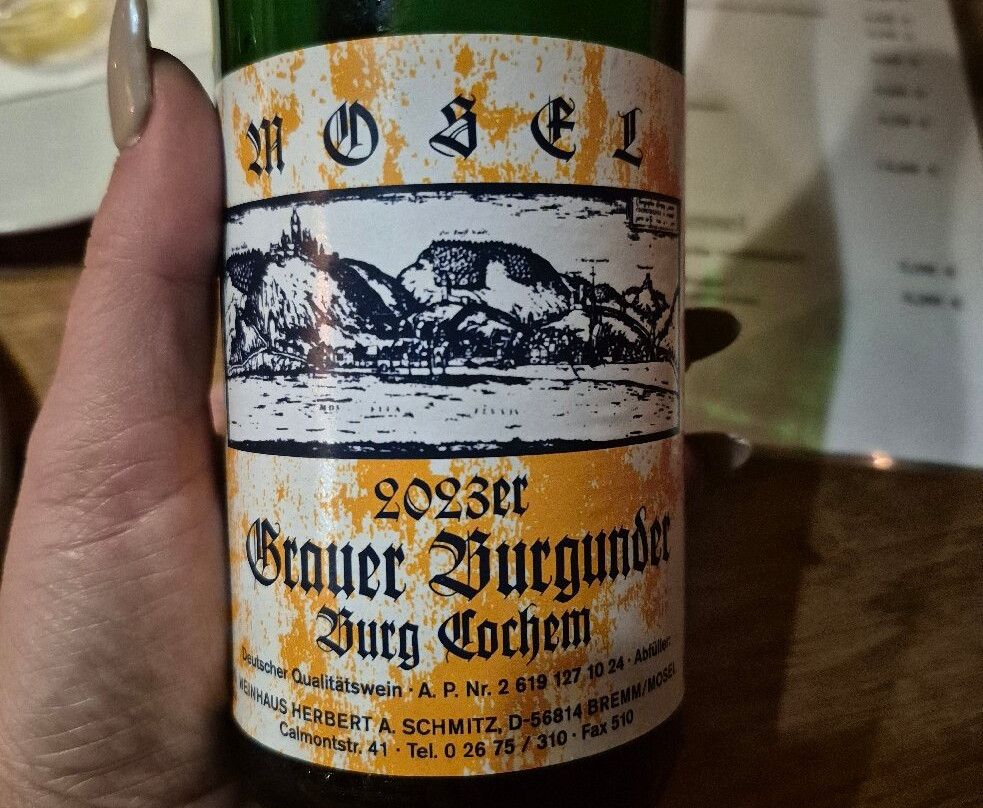 MOSEL
2023er
Grauer Burgunder
Burg Cochem
Deutscher Qualitätswein · A. P. Nr. 2 619 127 10 24 · Abfüller:
WEINHAUS HERBERT A. SCHMITZ, D-56814 BREMM/MOSEL
Calmontstr. 41 · Tel. 0 26 75 / 310 · Fax 510